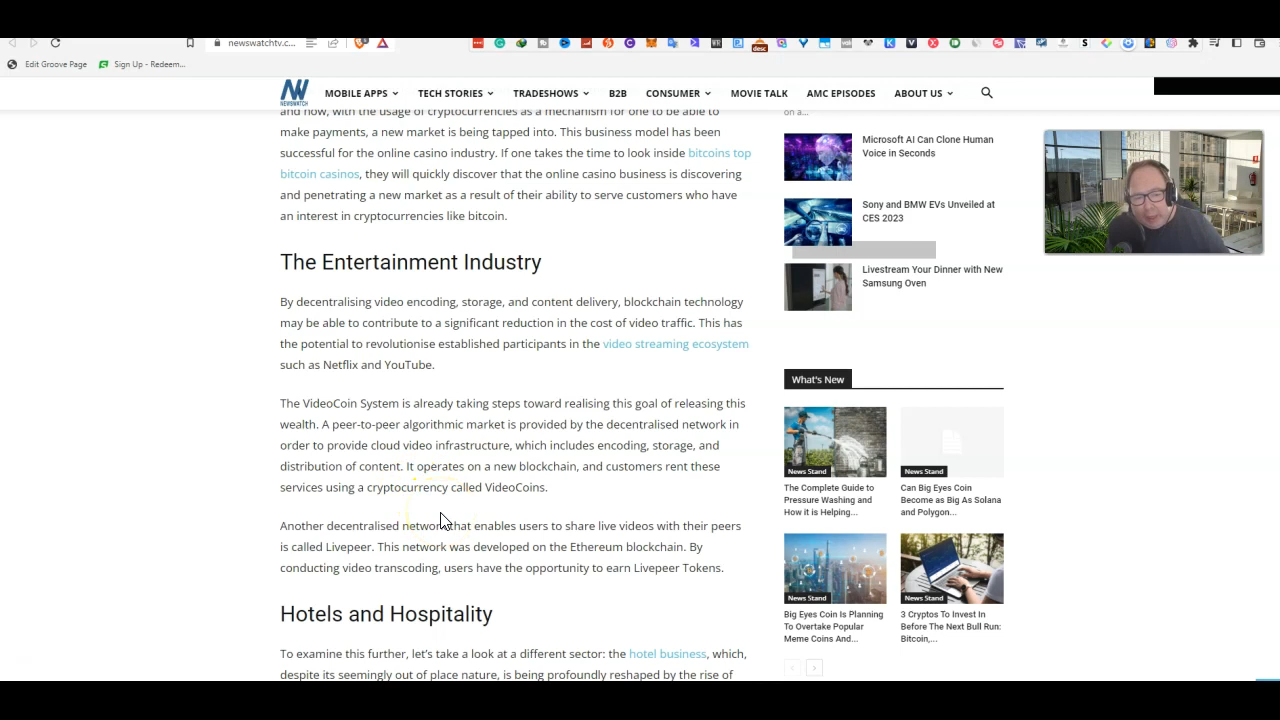 newswatchtv.c...
desc
Edit Groove Page
Sign Up - Redeem...
NW
NEWSWATCH
MOBILE APPS
TECH STORIES
TRADESHOWS
B2B
CONSUMER
MOVIE TALK
AMC EPISODES
ABOUT US
and now, with the usage of cryptocurrencies as a mechanism for one to be able to
make payments, a new market is being tapped into. This business model has been
successful for the online casino industry. If one takes the time to look inside bitcoins top
bitcoin casinos, they will quickly discover that the online casino business is discovering
and penetrating a new market as a result of their ability to serve customers who have
an interest in cryptocurrencies like bitcoin.
The Entertainment Industry
By decentralising video encoding, storage, and content delivery, blockchain technology
may be able to contribute to a significant reduction in the cost of video traffic. This has
the potential to revolutionise established participants in the video streaming ecosystem
such as Netflix and YouTube.
The VideoCoin System is already taking steps toward realising this goal of releasing this
wealth. A peer-to-peer algorithmic market is provided by the decentralised network in
order to provide cloud video infrastructure, which includes encoding, storage, and
distribution of content. It operates on a new blockchain, and customers rent these
services using a cryptocurrency called VideoCoins.
Another decentralised network that enables users to share live videos with their peers
is called Livepeer. This network was developed on the Ethereum blockchain. By
conducting video transcoding, users have the opportunity to earn Livepeer Tokens.
Hotels and Hospitality
To examine this further, let's take a look at a different sector: the hotel business, which,
despite its seemingly out of place nature, is being profoundly reshaped by the rise of
on a...
Microsoft AI Can Clone Human
Voice in Seconds
Sony and BMW EVs Unveiled at
CES 2023
Livestream Your Dinner with New
Samsung Oven
What's New
News Stand
The Complete Guide to
Pressure Washing and
How it is Helping...
News Stand
Can Big Eyes Coin
Become as Big As Solana
and Polygon...
News Stand
Big Eyes Coin Is Planning
To Overtake Popular
Meme Coins And...
News Stand
3 Cryptos To Invest In
Before The Next Bull Run:
Bitcoin,...